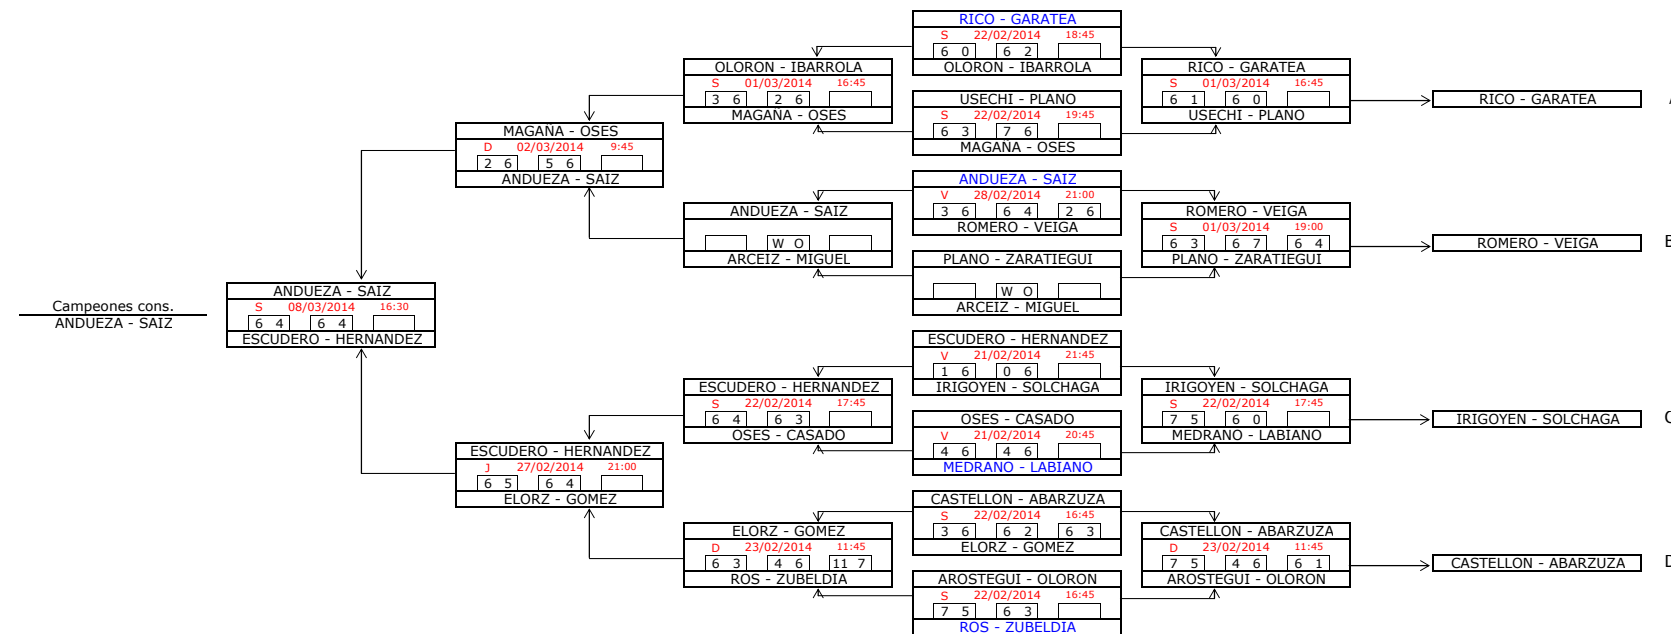 RICO - GARATEA
S 22/02/2014 18:45
6 0 6 2
OLORON - IBARROLA
OLORON - IBARROLA
S 01/03/2014 16:45
3 6 2 6
MAGAÑA - OSES
RICO - GARATEA
S 01/03/2014 16:45
6 1 6 0
USECHI - PLANO
RICO - GARATEA
USECHI - PLANO
S 22/02/2014 19:45
6 3 7 6
MAGAÑA - OSES
MAGAÑA - OSES
D 02/03/2014 9:45
2 6 5 6
ANDUEZA - SAIZ
ANDUEZA - SAIZ
V 28/02/2014 21:00
3 6 6 4 2 6
ROMERO - VEIGA
ANDUEZA - SAIZ
W O
ARCEIZ - MIGUEL
ROMERO - VEIGA
S 01/03/2014 19:00
6 3 6 7 6 4
PLANO - ZARATIEGUI
ROMERO - VEIGA
PLANO - ZARATIEGUI
W O
ARCEIZ - MIGUEL
Campeones cons.
ANDUEZA - SAIZ
ANDUEZA - SAIZ
S 08/03/2014 16:30
6 4 6 4
ESCUDERO - HERNANDEZ
ESCUDERO - HERNANDEZ
V 21/02/2014 21:45
1 6 0 6
IRIGOYEN - SOLCHAGA
ESCUDERO - HERNANDEZ
S 22/02/2014 17:45
6 4 6 3
OSES - CASADO
IRIGOYEN - SOLCHAGA
S 22/02/2014 17:45
7 5 6 0
MEDRANO - LABIANO
IRIGOYEN - SOLCHAGA
OSES - CASADO
V 21/02/2014 20:45
4 6 4 6
MEDRANO - LABIANO
ESCUDERO - HERNANDEZ
J 27/02/2014 21:00
6 5 6 4
ELORZ - GOMEZ
CASTELLON - ABARZUZA
S 22/02/2014 16:45
3 6 6 2 6 3
ELORZ - GOMEZ
ELORZ - GOMEZ
D 23/02/2014 11:45
6 3 4 6 11 7
ROS - ZUBELDIA
CASTELLON - ABARZUZA
D 23/02/2014 11:45
7 5 4 6 6 1
AROSTEGUI - OLORON
CASTELLON - ABARZUZA
AROSTEGUI - OLORON
S 22/02/2014 16:45
7 5 6 3
ROS - ZUBELDIA